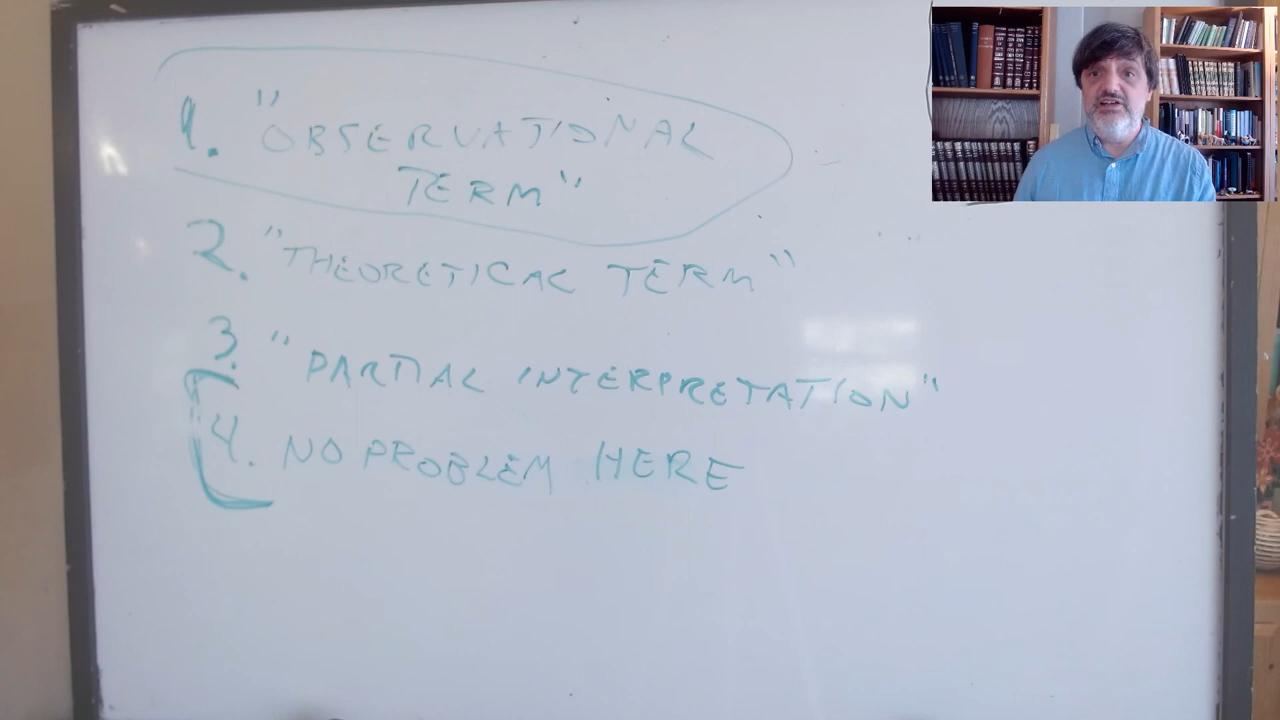 1. "OBSERVATIONAL
TERM"
2. "THEORETICAL TERM"
3. "PARTIAL INTERPRETATION"
4. NO PROBLEM HERE